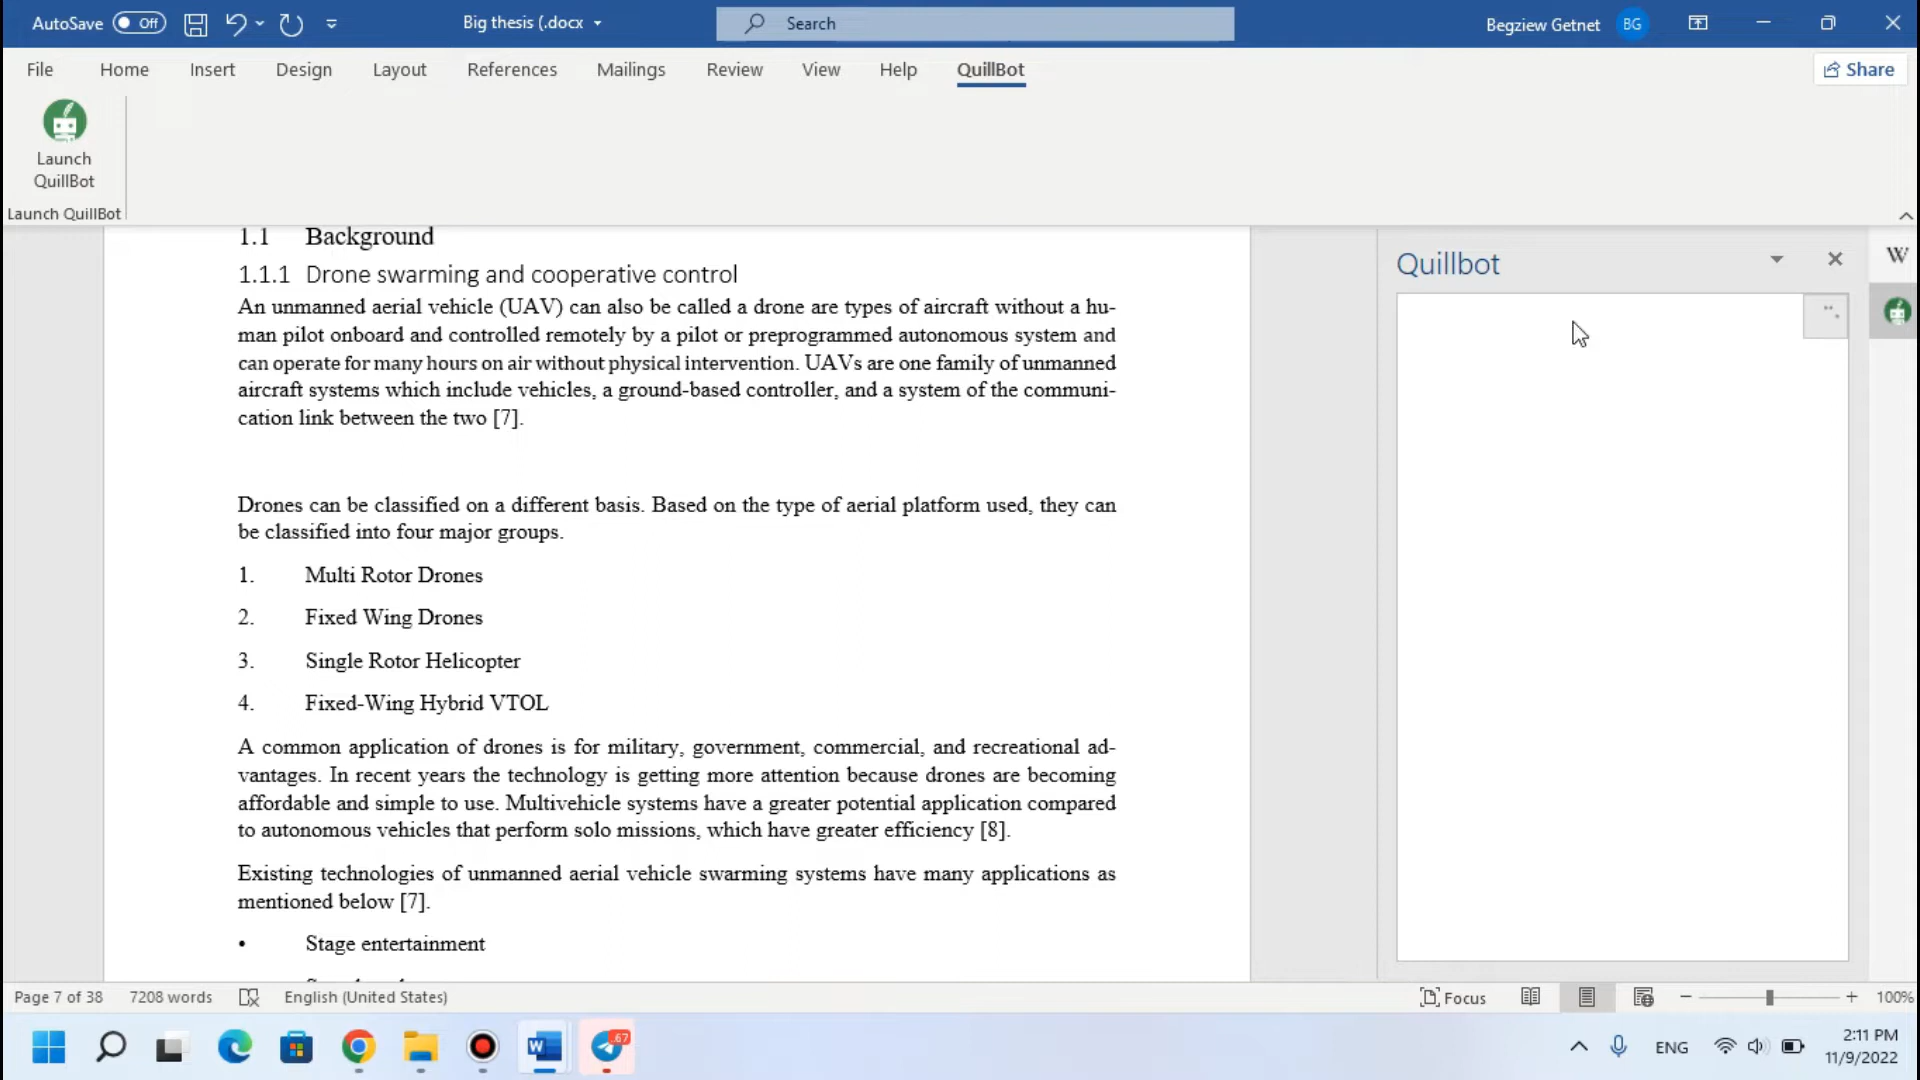 AutoSave Off Big thesis (.docx Search Begziew Getnet BG
File Home Insert Design Layout References Mailings Review View Help QuillBot Share
Launch
QuillBot
Launch QuillBot
1.1 Background
1.1.1 Drone swarming and cooperative control
An unmanned aerial vehicle (UAV) can also be called a drone are types of aircraft without a hu-
man pilot onboard and controlled remotely by a pilot or preprogrammed autonomous system and
can operate for many hours on air without physical intervention. UAVs are one family of unmanned
aircraft systems which include vehicles, a ground-based controller, and a system of the communi-
cation link between the two [7].
Drones can be classified on a different basis. Based on the type of aerial platform used, they can
be classified into four major groups.
1. Multi Rotor Drones
2. Fixed Wing Drones
3. Single Rotor Helicopter
4. Fixed-Wing Hybrid VTOL
A common application of drones is for military, government, commercial, and recreational ad-
vantages. In recent years the technology is getting more attention because drones are becoming
affordable and simple to use. Multivehicle systems have a greater potential application compared
to autonomous vehicles that perform solo missions, which have greater efficiency [8].
Existing technologies of unmanned aerial vehicle swarming systems have many applications as
mentioned below [7].
• Stage entertainment
Quillbot
W
Page 7 of 38 7208 words English (United States) Focus 100%
W 67 ENG 2:11 PM
11/9/2022